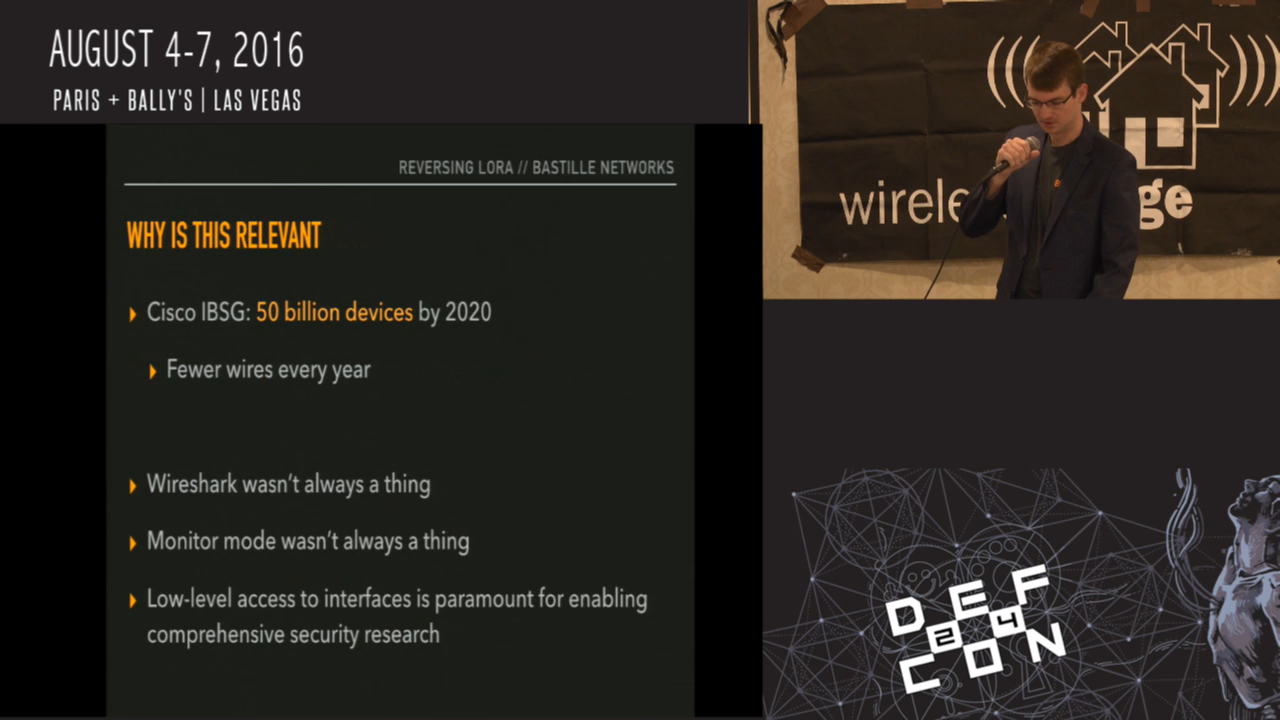 AUGUST 4-7, 2016
PARIS + BALLY'S | LAS VEGAS
REVERSING LORA // BASTILLE NETWORKS
WHY IS THIS RELEVANT
Cisco IBSG: 50 billion devices by 2020
Fewer wires every year
Wireshark wasn't always a thing
Monitor mode wasn't always a thing
Low-level access to interfaces is paramount for enabling
comprehensive security research
DEF
24
CON